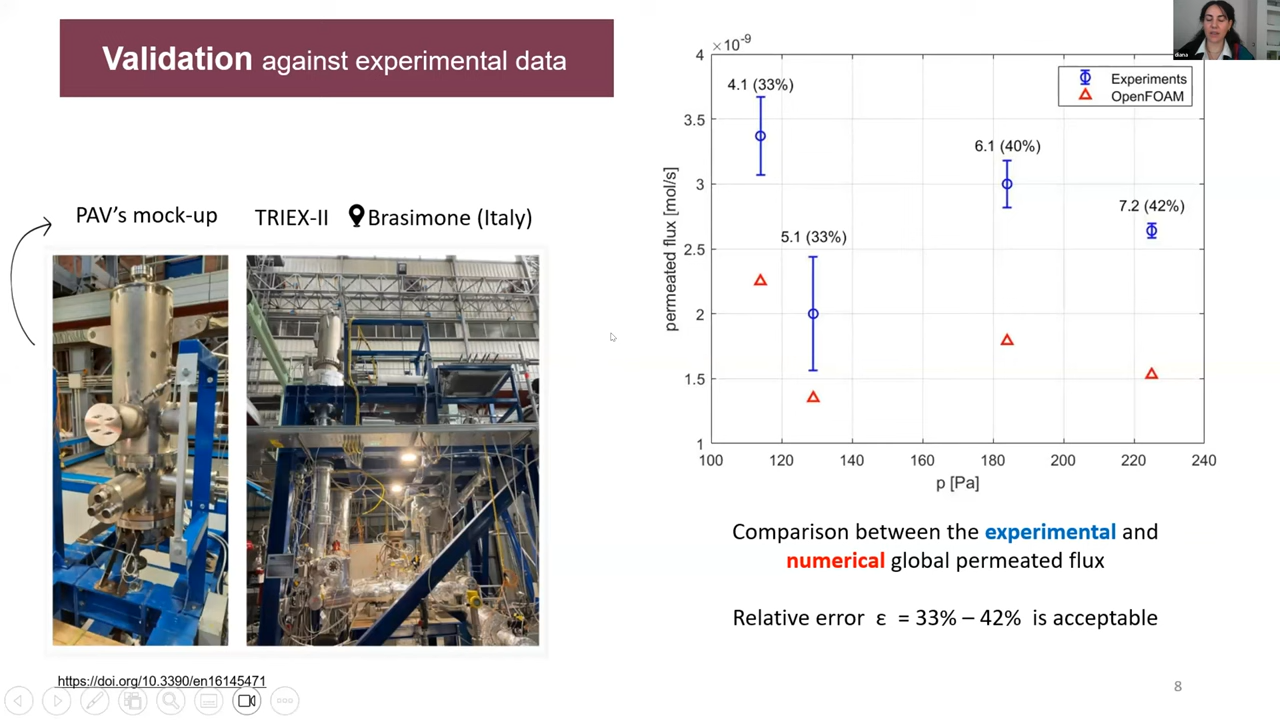 Validation against experimental data
PAV's mock-up
TRIEX-II
Brasimone (Italy)
https://doi.org/10.3390/en16145471
×10⁻⁹
4
3.5
3
2.5
2
1.5
1
permeated flux [mol/s]
4.1 (33%)
5.1 (33%)
6.1 (40%)
7.2 (42%)
Experiments
OpenFOAM
100 120 140 160 180 200 220 240
p [Pa]
Comparison between the experimental and
numerical global permeated flux
Relative error ε = 33% – 42% is acceptable
8
diana